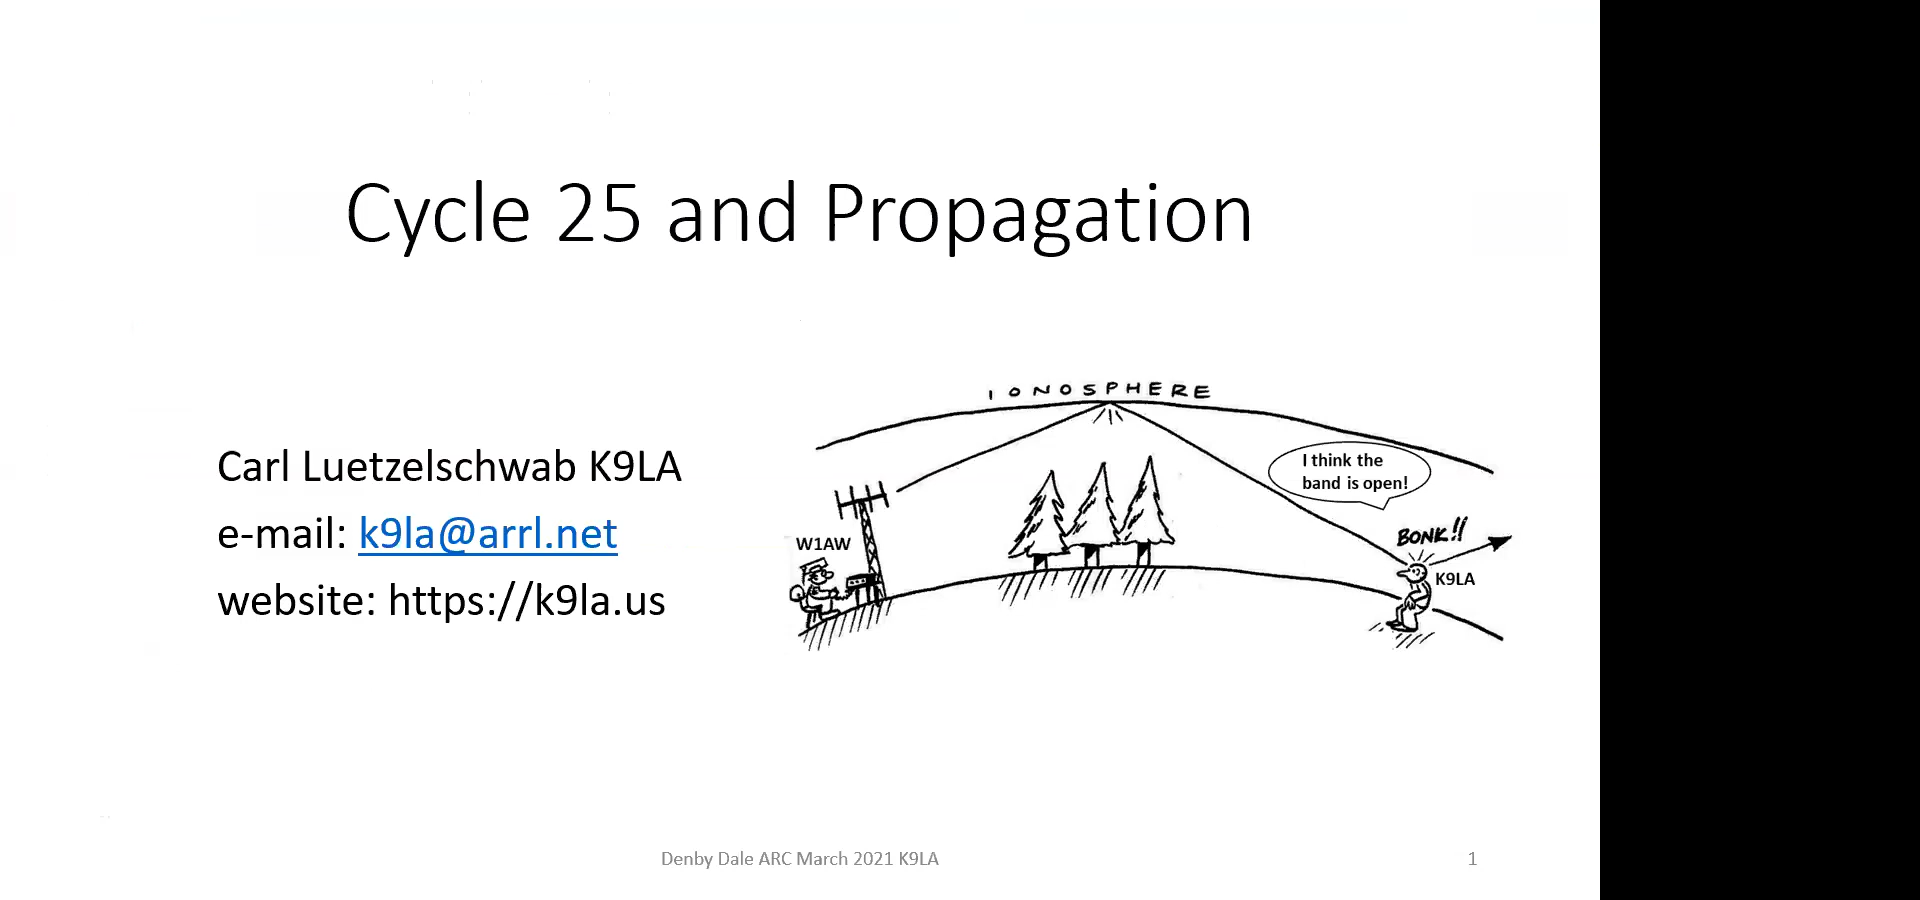 Cycle 25 and Propagation
Carl Luetzelschwab K9LA
e-mail: k9la@arrl.net
website: https://k9la.us
IONOSPHERE
I think the
band is open!
BONK!!
W1AW
K9LA
Denby Dale ARC March 2021 K9LA
1